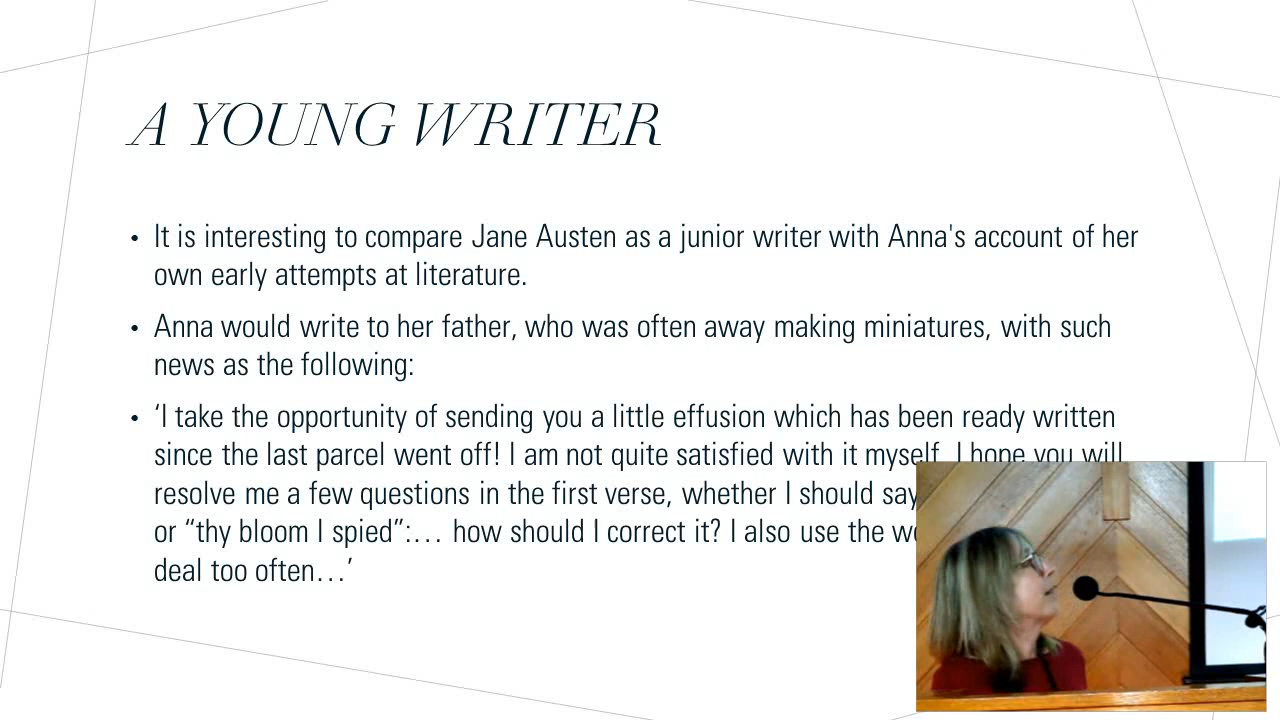 A YOUNG WRITER
• It is interesting to compare Jane Austen as a junior writer with Anna's account of her
own early attempts at literature.
• Anna would write to her father, who was often away making miniatures, with such
news as the following:
• ‘I take the opportunity of sending you a little effusion which has been ready written
since the last parcel went off! I am not quite satisfied with it myself. I hope you will
resolve me a few questions in the first verse, whether I should say
or “thy bloom I spied”:… how should I correct it? I also use the
deal too often…’